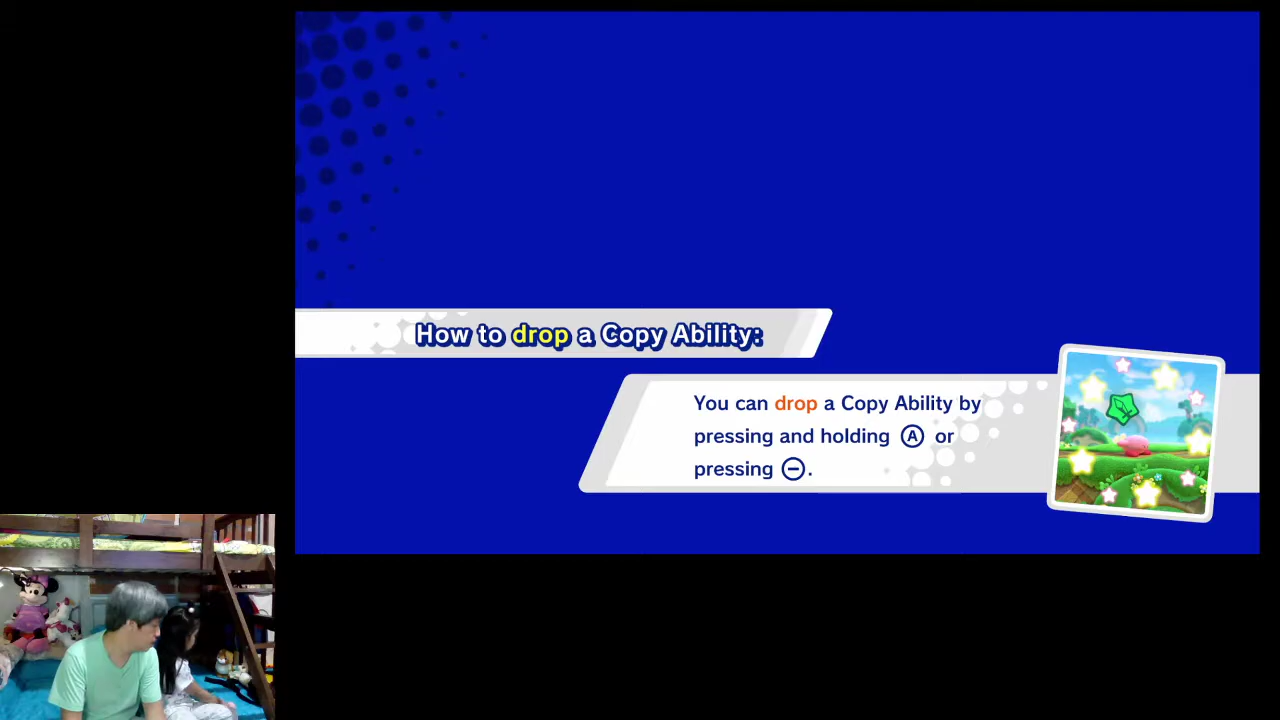 How to drop a Copy Ability:
You can drop a Copy Ability by
pressing and holding Ⓐ or
pressing ⊖.